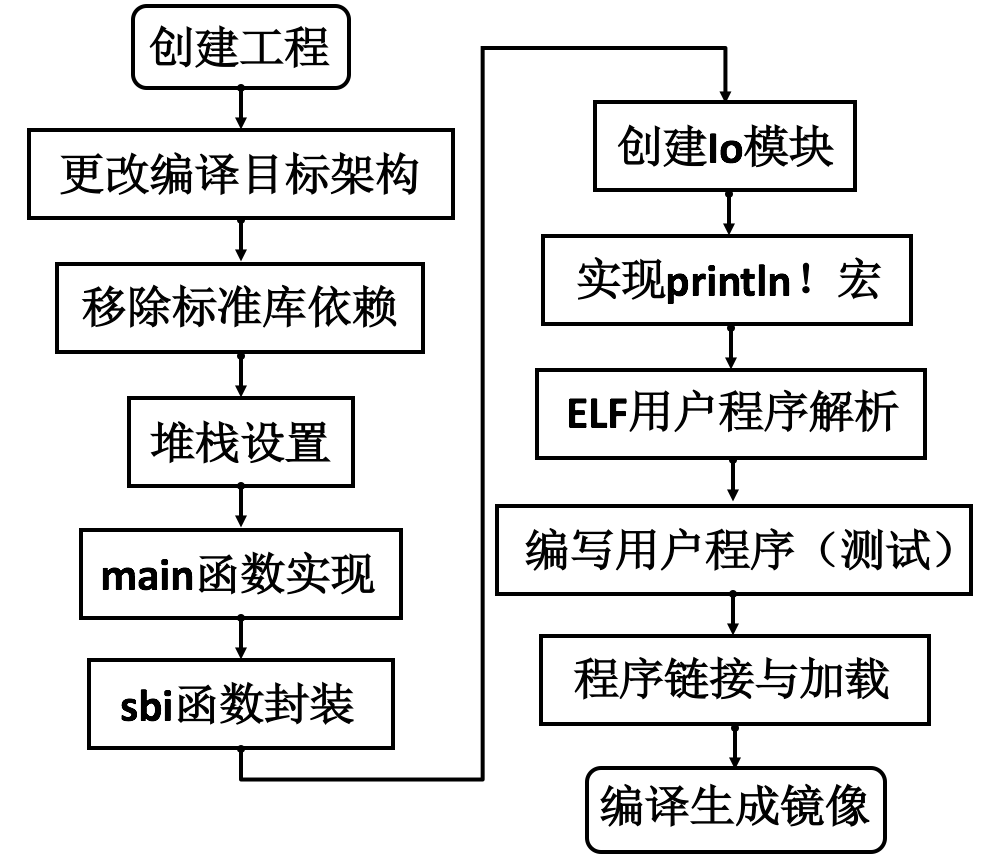 创建工程
更改编译目标架构
移除标准库依赖
堆栈设置
main函数实现
sbi函数封装
创建Io模块
实现println！宏
ELF用户程序解析
编写用户程序（测试）
程序链接与加载
编译生成镜像